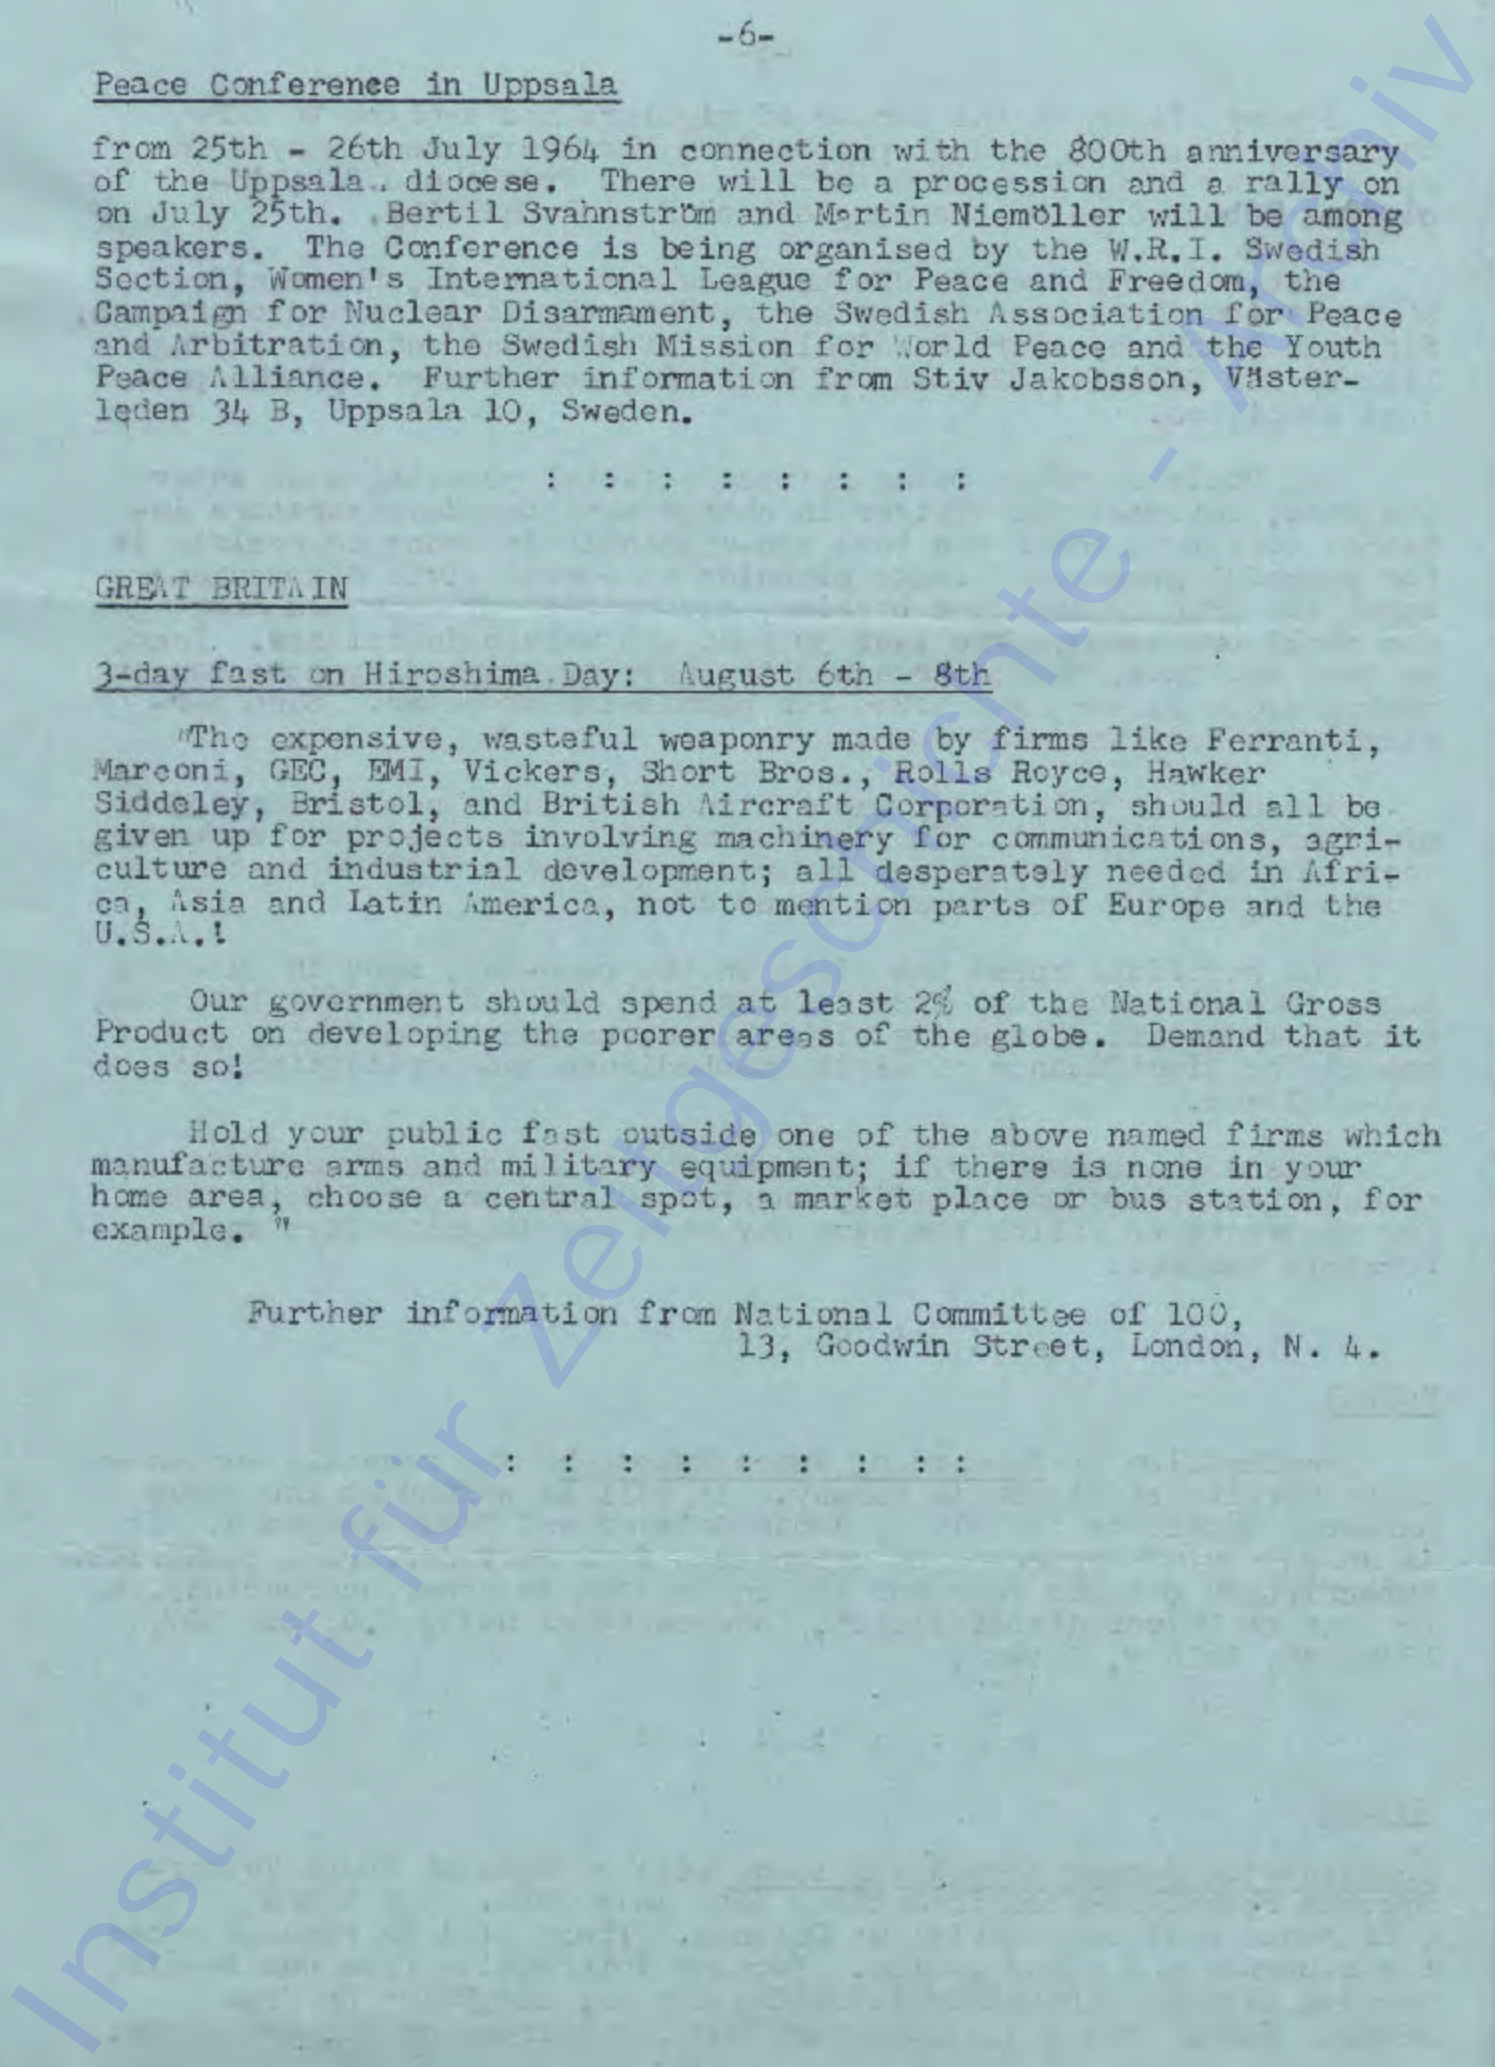 -6-
Peace Conference in Uppsala
from 25th - 26th July 1964 in connection with the 800th anniversary
of the Uppsala. diocese. There will be a procession and a rally on
on July 25th. Bertil Svahnström and Martin Niemöller will be among
speakers. The Conference is being organised by the W.R.I. Swedish
Section, Women's International League for Peace and Freedom, the
Campaign for Nuclear Disarmament, the Swedish Association for Peace
and Arbitration, the Swedish Mission for World Peace and the Youth
Peace Alliance. Further information from Stiv Jakobsson, Väster-
leden 34 B, Uppsala 10, Sweden.
: : : : : : : :
GREAT BRITAIN
3-day fast on Hiroshima Day: August 6th - 8th
"The expensive, wasteful weaponry made by firms like Ferranti,
Marconi, GEC, EMI, Vickers, Short Bros., Rolls Royce, Hawker
Siddeley, Bristol, and British Aircraft Corporation, should all be
given up for projects involving machinery for communications, agri-
culture and industrial development; all desperately needed in Afri-
ca, Asia and Latin America, not to mention parts of Europe and the
U.S.A.!
Our government should spend at least 2% of the National Gross
Product on developing the poorer areas of the globe. Demand that it
does so!
Hold your public fast outside one of the above named firms which
manufacture arms and military equipment; if there is none in your
home area, choose a central spot, a market place or bus station, for
example. "
Further information from National Committee of 100,
13, Goodwin Street, London, N. 4.
: : : : : : : : :
Institut für Zeitgeschichte - Archiv